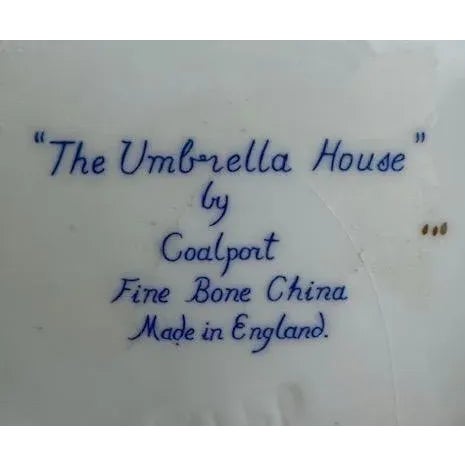 "The Umbrella House"
by
Coalport
Fine Bone China
Made in England.